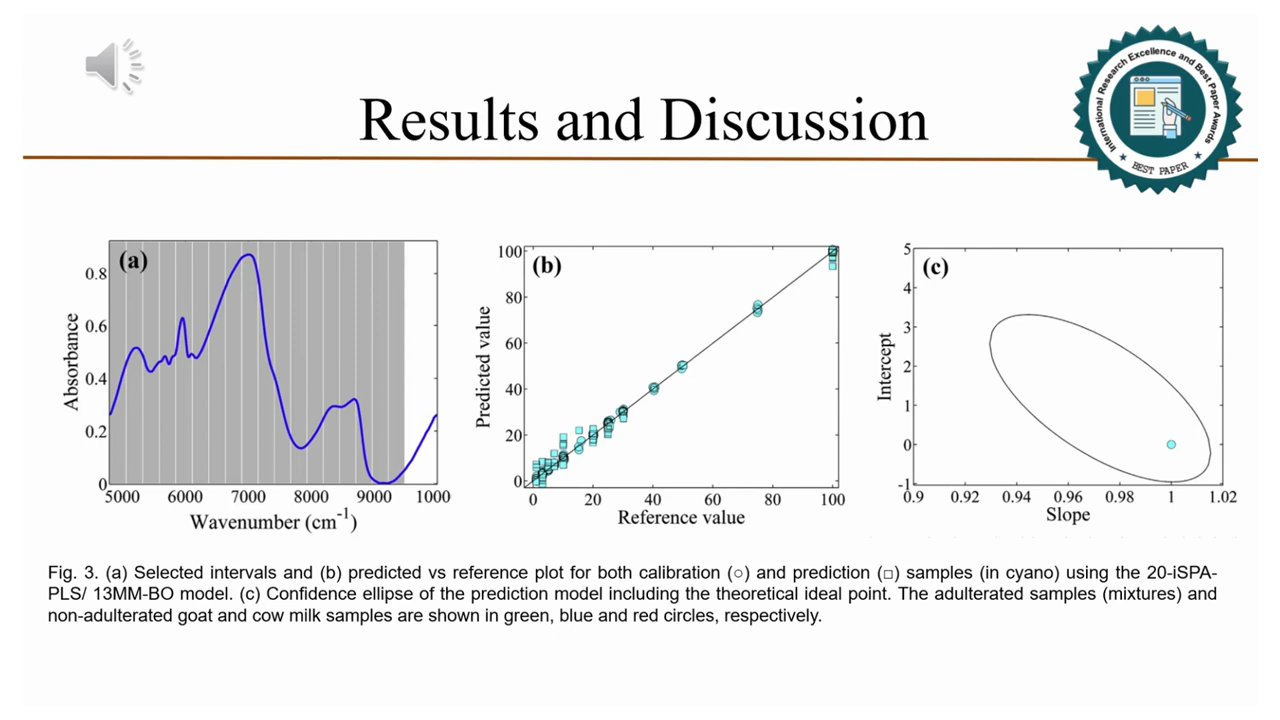 International Research Excellence and Best Paper Awards
BEST PAPER
Results and Discussion
(a)
Absorbance
0.8
0.6
0.4
0.2
0
5000 6000 7000 8000 9000 1000
Wavenumber (cm-1)
(b)
Predicted value
100
80
60
40
20
0
0 20 40 60 80 100
Reference value
(c)
Intercept
5
4
3
2
1
0
-1
0.9 0.92 0.94 0.96 0.98 1 1.02
Slope
Fig. 3. (a) Selected intervals and (b) predicted vs reference plot for both calibration (○) and prediction (□) samples (in cyano) using the 20-iSPA-
PLS/ 13MM-BO model. (c) Confidence ellipse of the prediction model including the theoretical ideal point. The adulterated samples (mixtures) and
non-adulterated goat and cow milk samples are shown in green, blue and red circles, respectively.